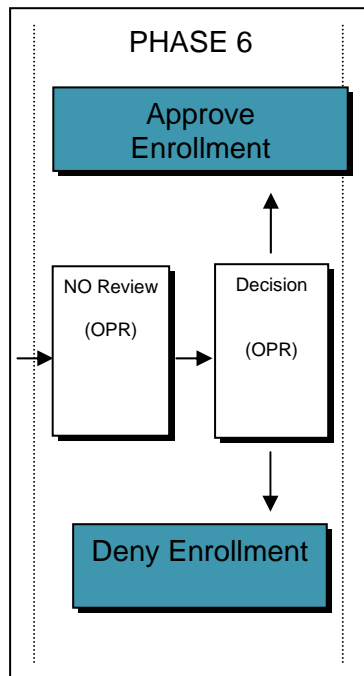 PHASE 6
Approve
Enrollment
NO Review
(OPR)
Decision
(OPR)
Deny Enrollment